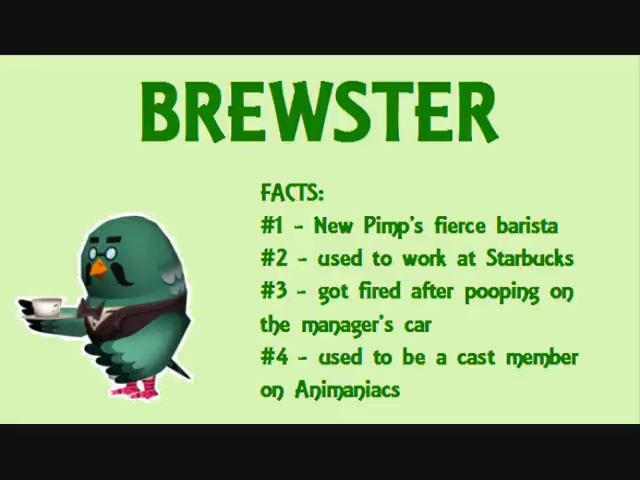 BREWSTER
FACTS:
#1 - New Pimp's fierce barista
#2 - used to work at Starbucks
#3 - got fired after pooping on
the manager's car
#4 - used to be a cast member
on Animaniacs